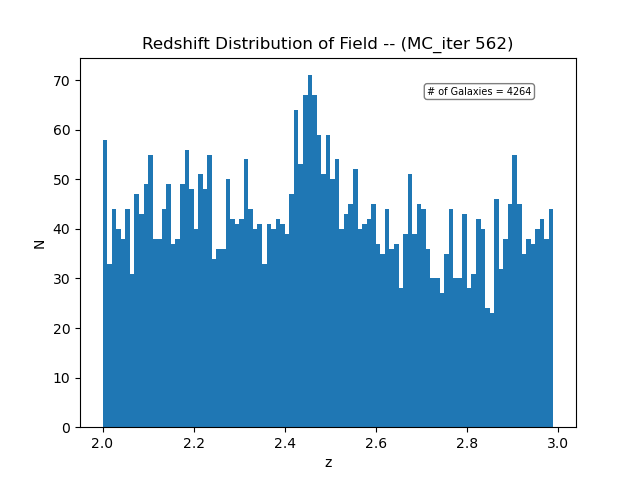 Redshift Distribution of Field -- (MC_iter 562)
# of Galaxies = 4264
70
60
50
40
30
20
10
0
N
2.0 2.2 2.4 2.6 2.8 3.0
z